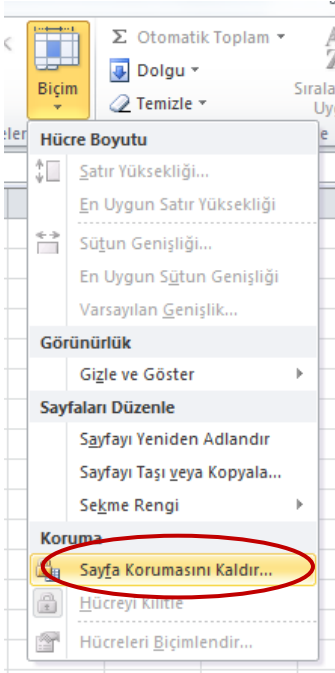 Σ Otomatik Toplam
Dolgu
Biçim
Temizle
Sırala
Uy
eler
e
Hücre Boyutu
Satır Yüksekliği...
En Uygun Satır Yüksekliği
Sütun Genişliği...
En Uygun Sütun Genişliği
Varsayılan Genişlik...
Görünürlük
Gizle ve Göster
Sayfaları Düzenle
Sayfayı Yeniden Adlandır
Sayfayı Taşı veya Kopyala...
Sekme Rengi
Koruma
Sayfa Korumasını Kaldır...
Hücreyi Kilitle
Hücreleri Biçimlendir...